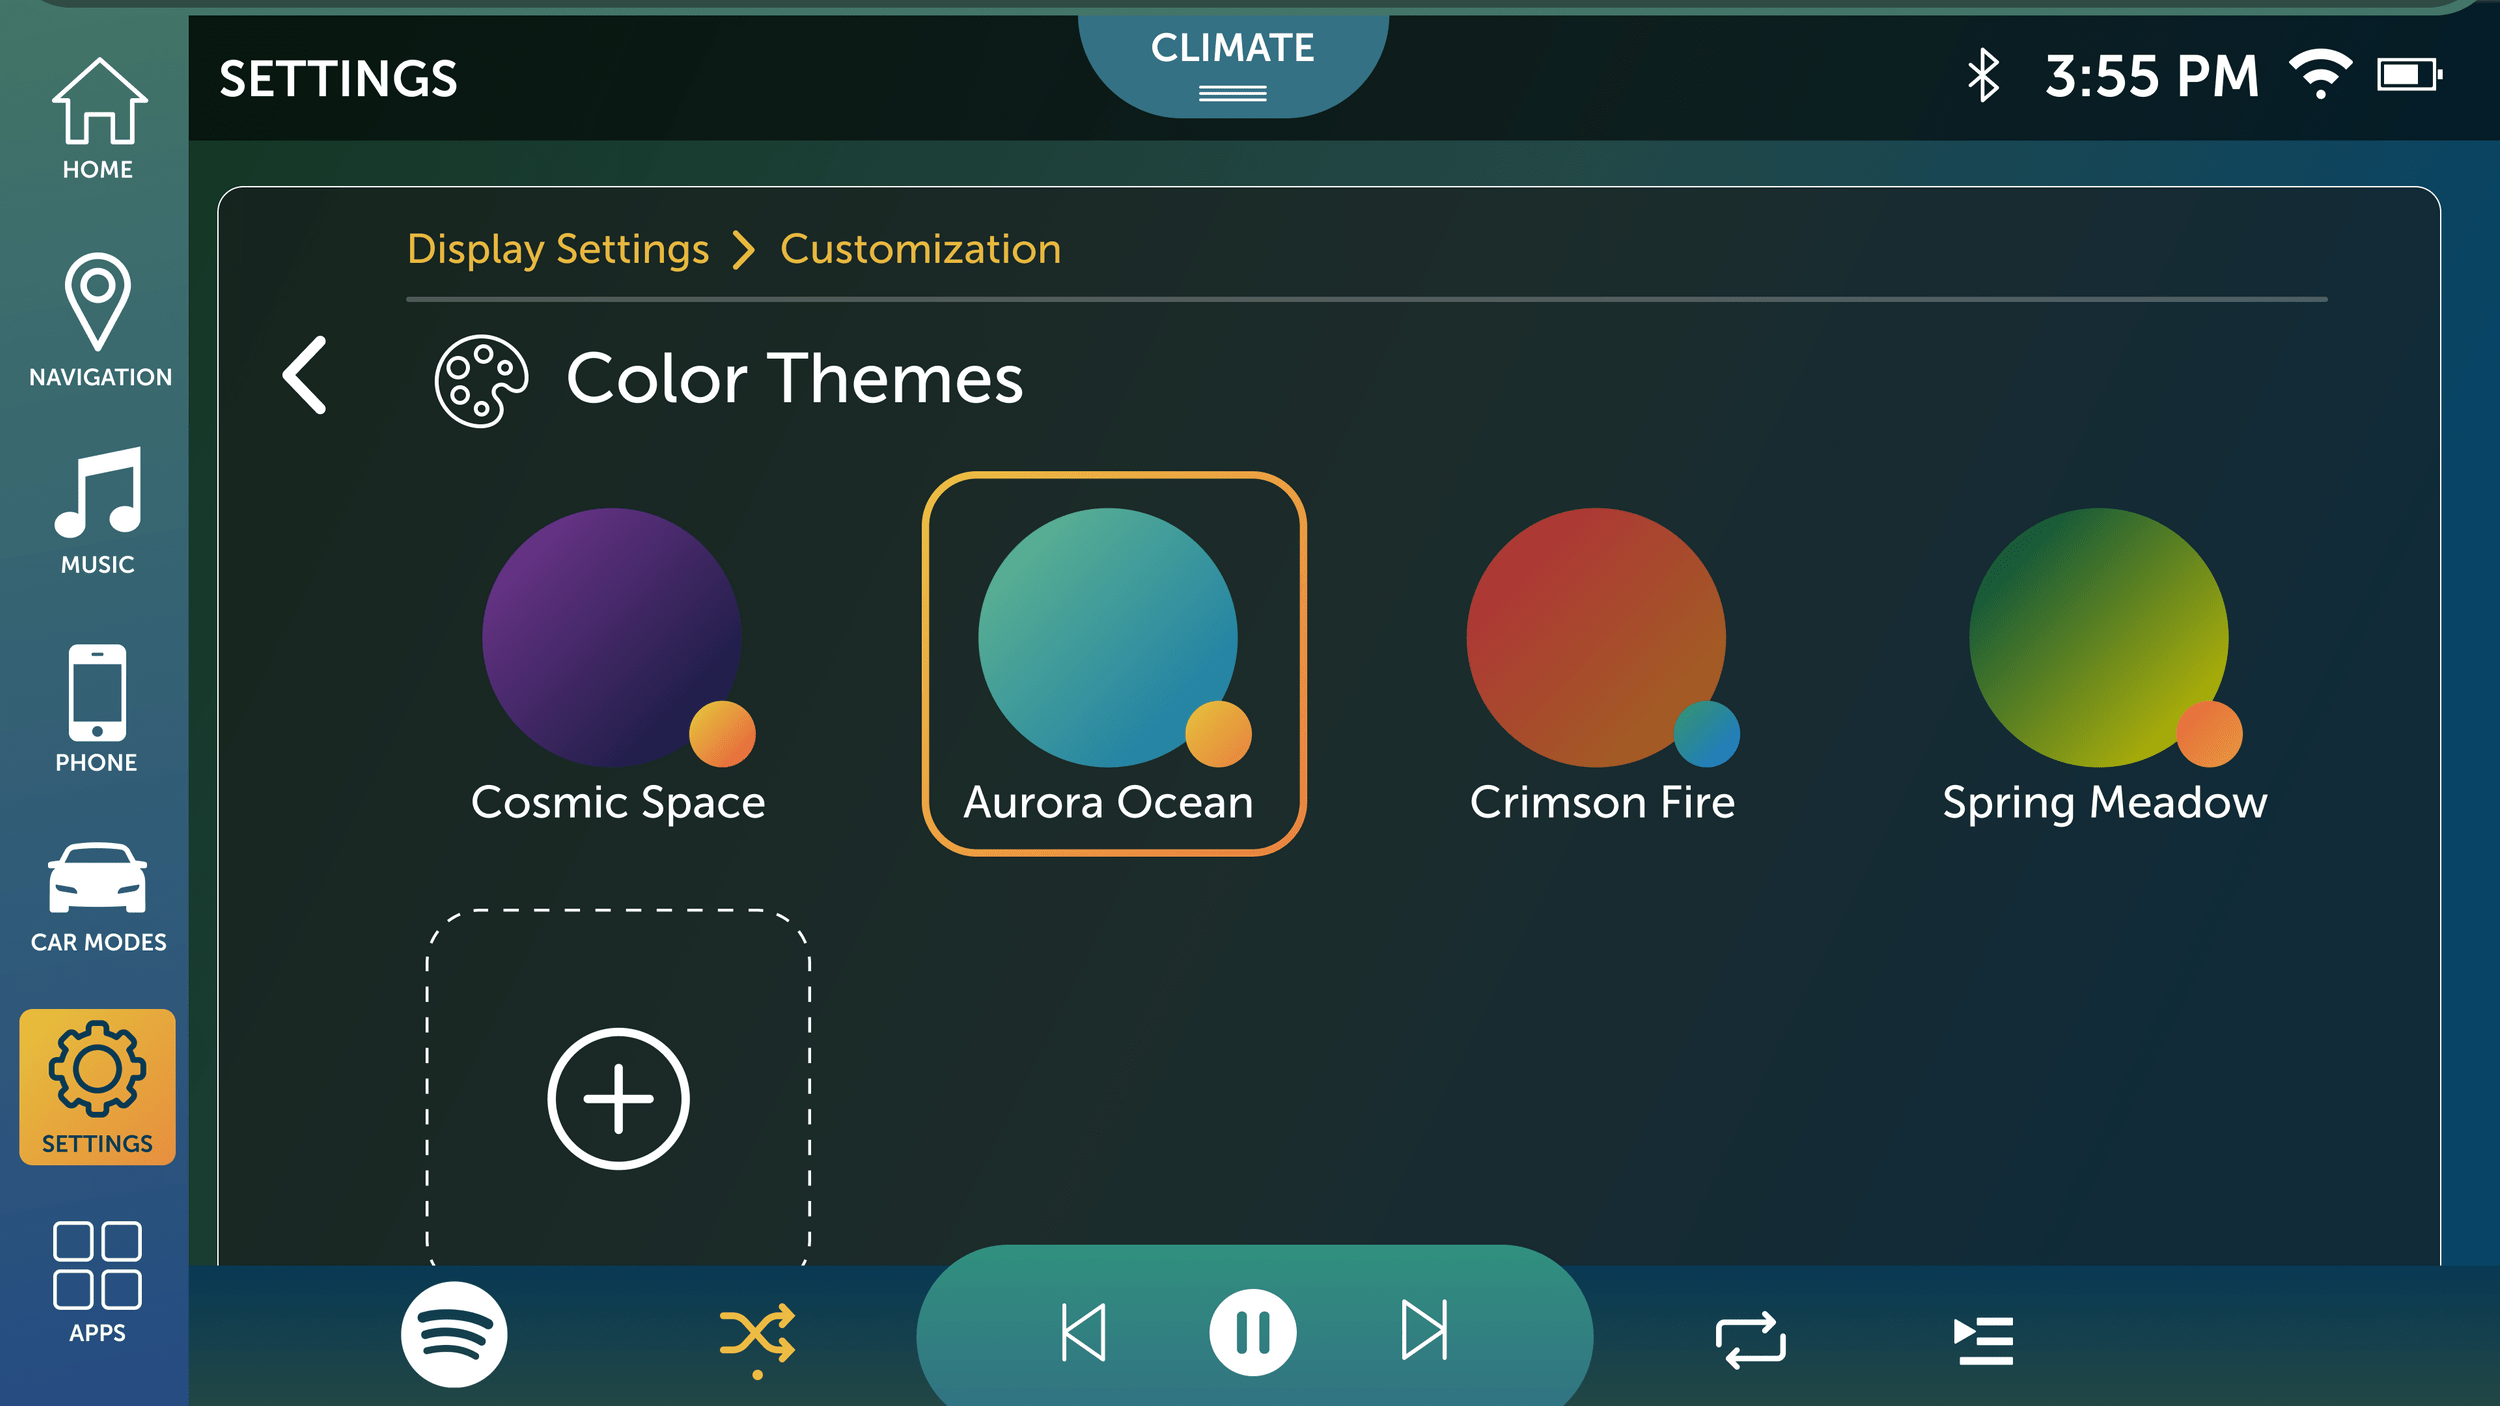 SETTINGS
CLIMATE
3:55 PM
HOME
NAVIGATION
MUSIC
PHONE
CAR MODES
SETTINGS
APPS
Display Settings > Customization
Color Themes
Cosmic Space
Aurora Ocean
Crimson Fire
Spring Meadow